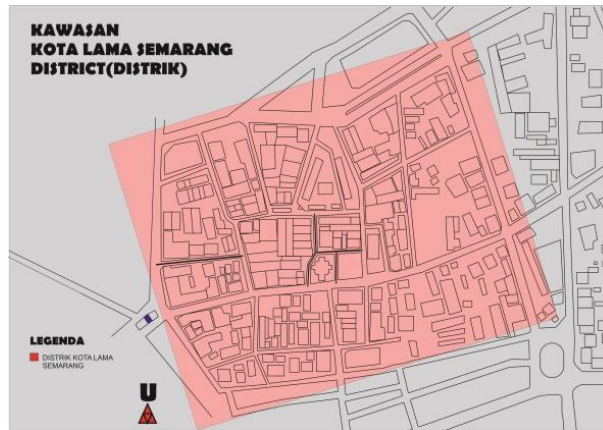 KAWASAN
KOTA LAMA SEMARANG
DISTRICT(DISTRIK)
LEGENDA
DISTRIK KOTA LAMA
SEMARANG
U